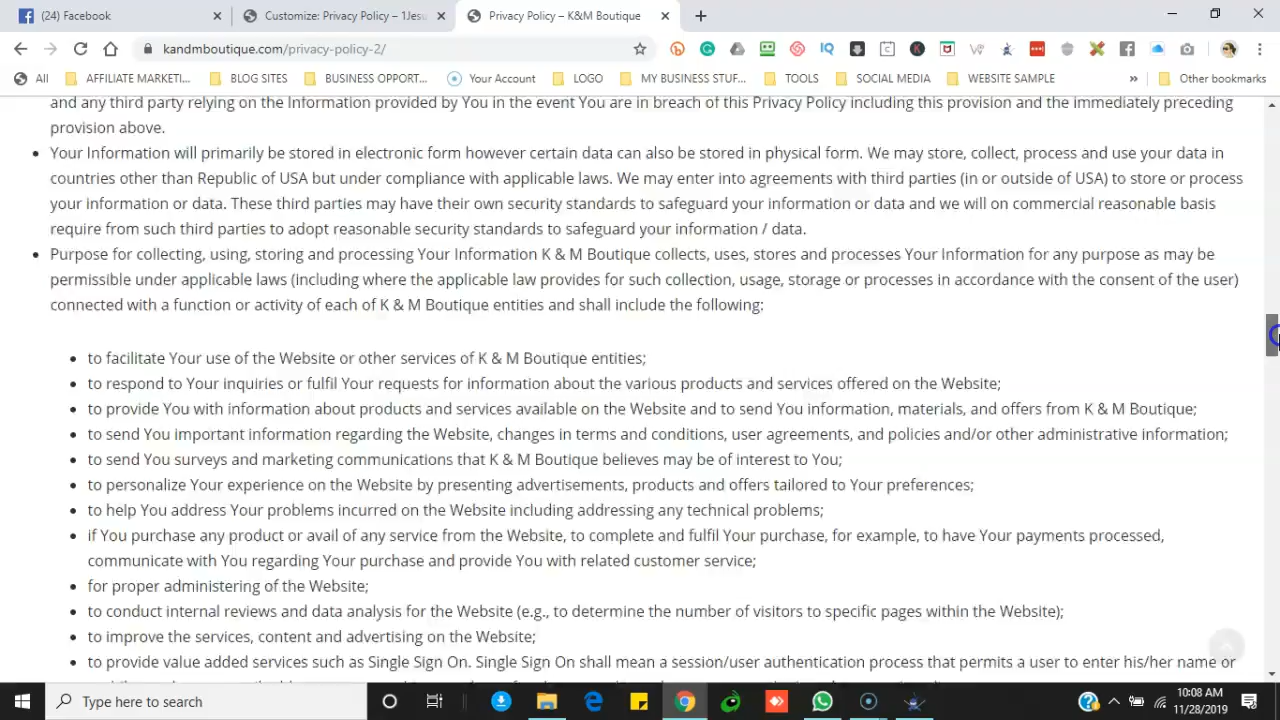 (24) Facebook
Customize: Privacy Policy – 1Jesu
Privacy Policy – K&M Boutique
kandmboutique.com/privacy-policy-2/
All
AFFILIATE MARKETI...
BLOG SITES
BUSINESS OPPORT...
Your Account
LOGO
MY BUSINESS STUF...
TOOLS
SOCIAL MEDIA
WEBSITE SAMPLE
»
Other bookmarks
and any third party relying on the Information provided by You in the event You are in breach of this Privacy Policy including this provision and the immediately preceding
provision above.
• Your Information will primarily be stored in electronic form however certain data can also be stored in physical form. We may store, collect, process and use your data in
countries other than Republic of USA but under compliance with applicable laws. We may enter into agreements with third parties (in or outside of USA) to store or process
your information or data. These third parties may have their own security standards to safeguard your information or data and we will on commercial reasonable basis
require from such third parties to adopt reasonable security standards to safeguard your information / data.
• Purpose for collecting, using, storing and processing Your Information K & M Boutique collects, uses, stores and processes Your Information for any purpose as may be
permissible under applicable laws (including where the applicable law provides for such collection, usage, storage or processes in accordance with the consent of the user)
connected with a function or activity of each of K & M Boutique entities and shall include the following:
• to facilitate Your use of the Website or other services of K & M Boutique entities;
• to respond to Your inquiries or fulfil Your requests for information about the various products and services offered on the Website;
• to provide You with information about products and services available on the Website and to send You information, materials, and offers from K & M Boutique;
• to send You important information regarding the Website, changes in terms and conditions, user agreements, and policies and/or other administrative information;
• to send You surveys and marketing communications that K & M Boutique believes may be of interest to You;
• to personalize Your experience on the Website by presenting advertisements, products and offers tailored to Your preferences;
• to help You address Your problems incurred on the Website including addressing any technical problems;
• if You purchase any product or avail of any service from the Website, to complete and fulfil Your purchase, for example, to have Your payments processed,
communicate with You regarding Your purchase and provide You with related customer service;
• for proper administering of the Website;
• to conduct internal reviews and data analysis for the Website (e.g., to determine the number of visitors to specific pages within the Website);
• to improve the services, content and advertising on the Website;
• to provide value added services such as Single Sign On. Single Sign On shall mean a session/user authentication process that permits a user to enter his/her name or
Type here to search
10:08 AM
11/28/2019